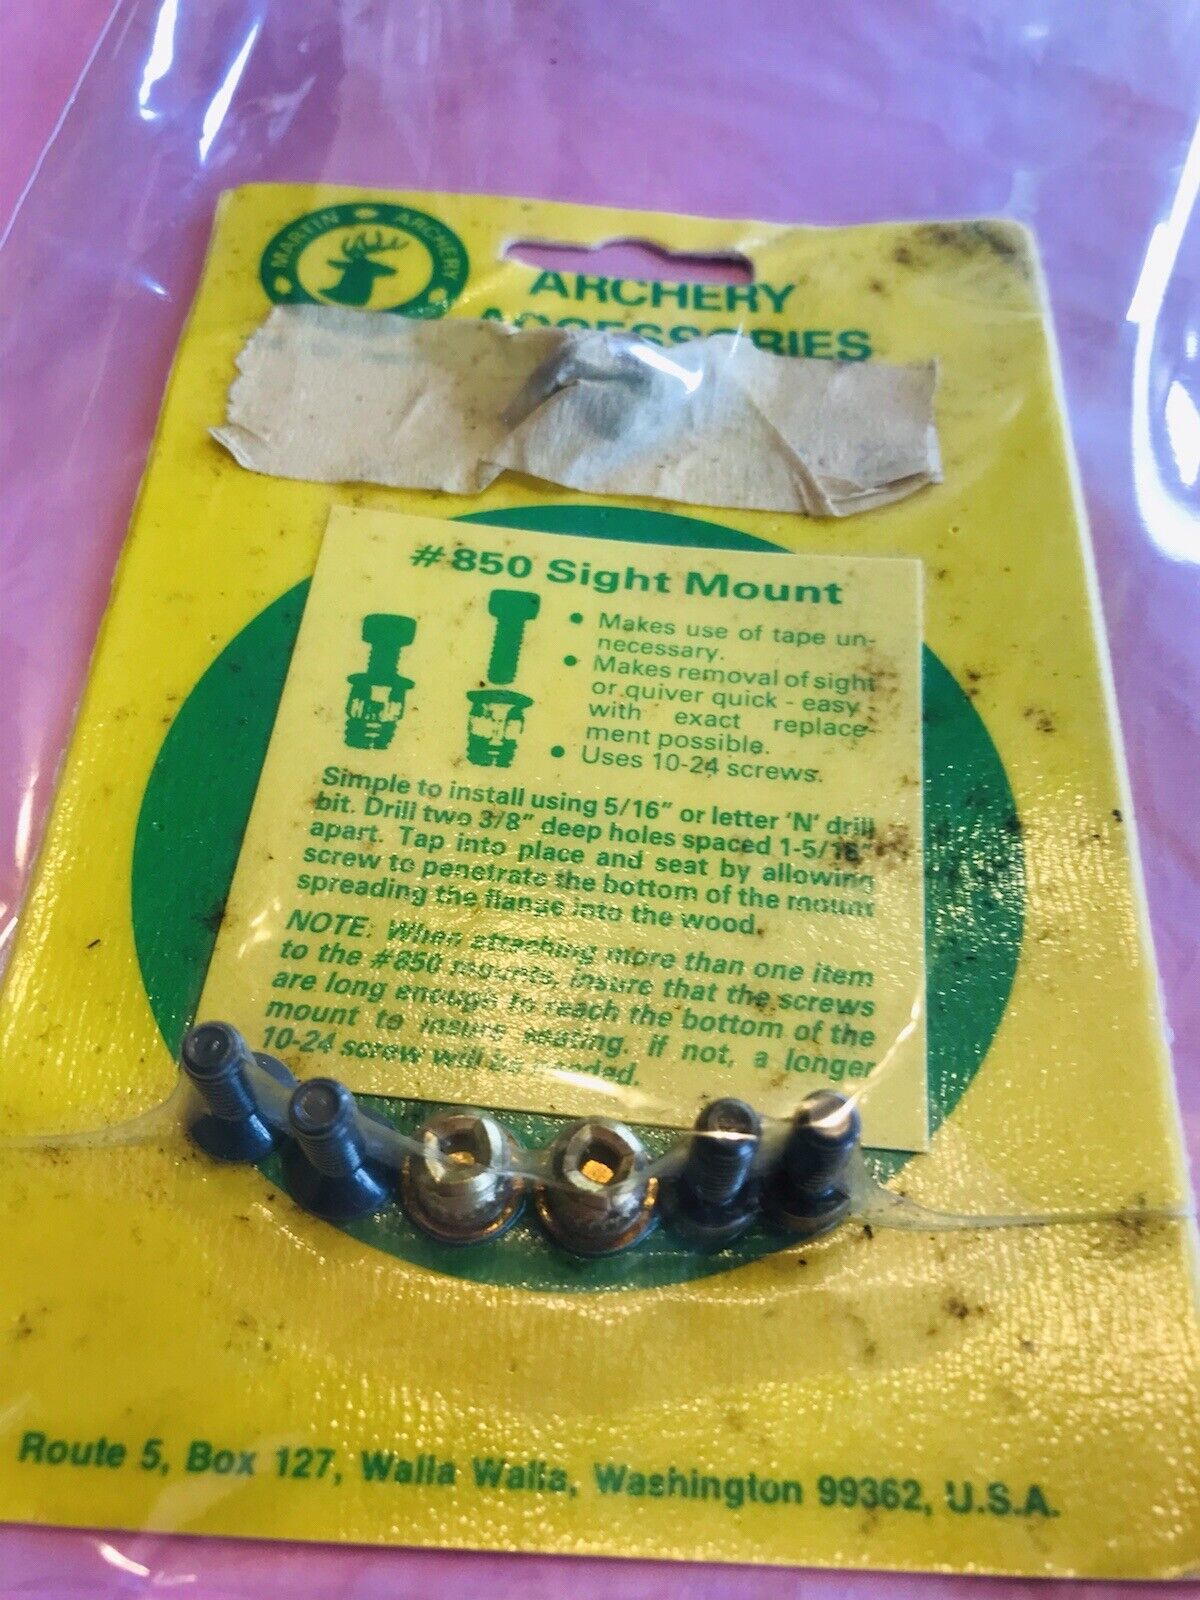 MARTIN ARCHERY
ARCHERY
ACCESSORIES
#850 Sight Mount
• Makes use of tape un-
necessary.
• Makes removal of sight
or quiver quick - easy -
with exact replace-
ment possible.
• Uses 10-24 screws.
Simple to install using 5/16" or letter 'N' drill
bit. Drill two 3/8" deep holes spaced 1-5/16"
apart. Tap into place and seat by allowing
screw to penetrate the bottom of the mount
spreading the flange into the wood.
NOTE: When attaching more than one item
to the #850 mounts, insure that the screws
are long enough to reach the bottom of the
mount to insure seating. If not, a longer
10-24 screw will be needed.
Route 5, Box 127, Walla Walla, Washington 99362, U.S.A.